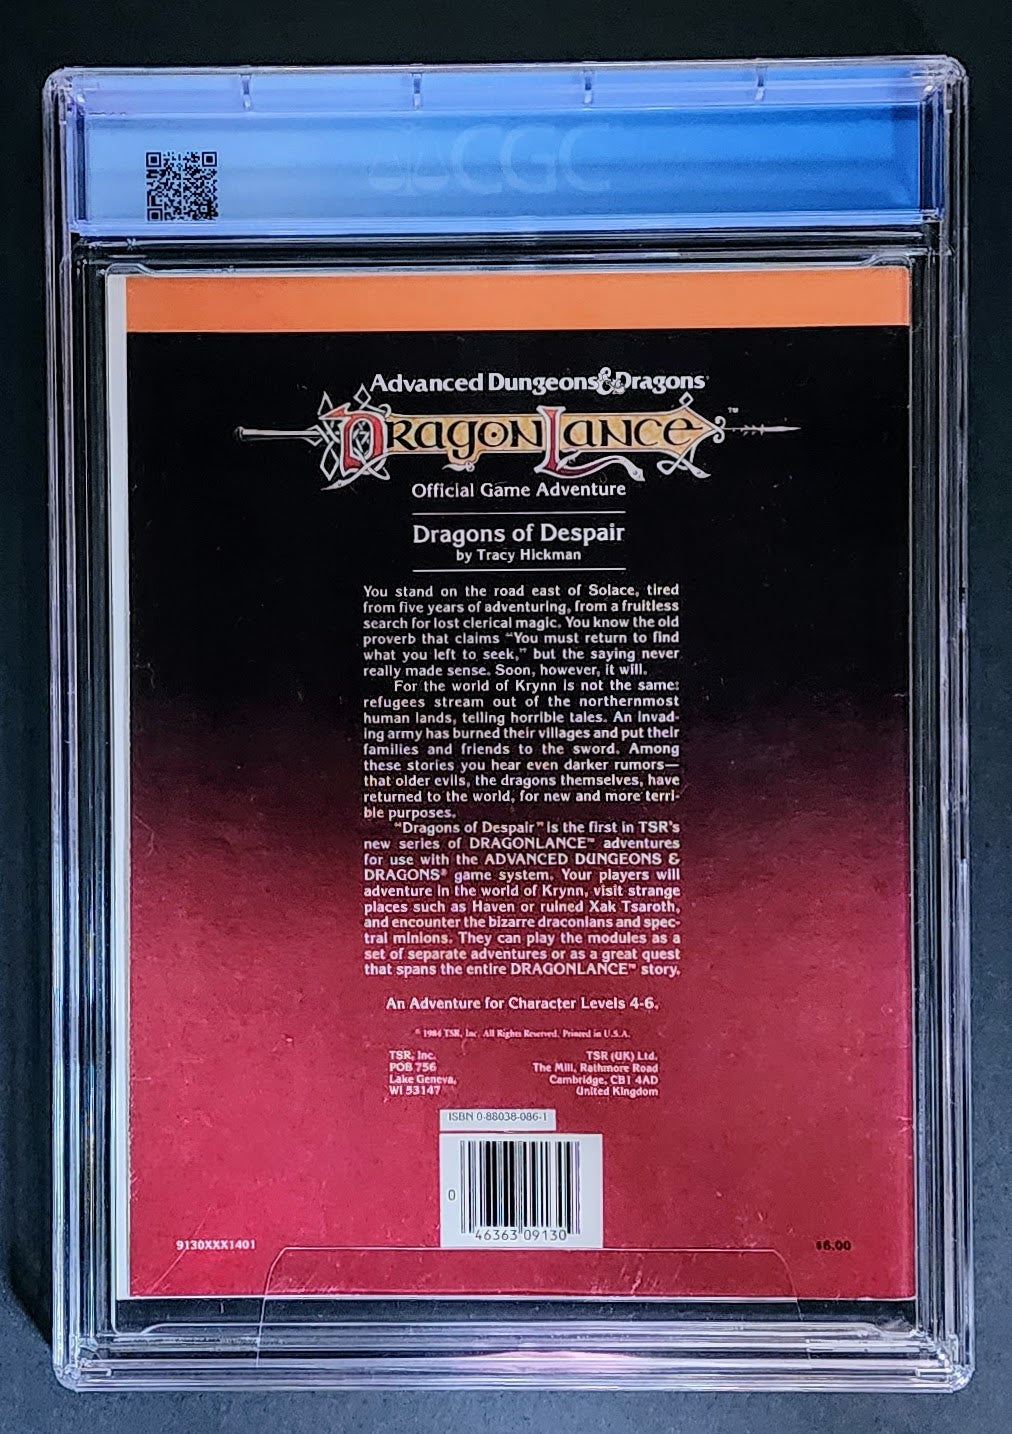 CGC
Advanced Dungeons & Dragons®
DRAGONLANCE™
Official Game Adventure
Dragons of Despair
by Tracy Hickman
You stand on the road east of Solace, tired
from five years of adventuring, from a fruitless
search for lost clerical magic. You know the old
proverb that claims "You must return to find
what you left to seek," but the saying never
really made sense. Soon, however, it will.
For the world of Krynn is not the same:
refugees stream out of the northernmost
human lands, telling horrible tales. An invad-
ing army has burned their villages and put their
families and friends to the sword. Among
these stories you hear even darker rumors—
that older evils, the dragons themselves, have
returned to the world, for new and more terri-
ble purposes.
"Dragons of Despair" is the first in TSR's
new series of DRAGONLANCE™ adventures
for use with the ADVANCED DUNGEONS &
DRAGONS® game system. Your players will
adventure in the world of Krynn, visit strange
places such as Haven or ruined Xak Tsaroth,
and encounter the bizarre draconians and spec-
tral minions. They can play the modules as a
set of separate adventures or as a great quest
that spans the entire DRAGONLANCE™ story.
An Adventure for Character Levels 4-6.
© 1984 TSR, Inc. All Rights Reserved. Printed in U.S.A.
TSR, Inc.
POB 756
Lake Geneva,
WI 53147
TSR (UK) Ltd.
The Mill, Rathmore Road
Cambridge, CB1 4AD
United Kingdom
ISBN 0-88038-086-1
0 46363 09130
9130XXX1401
$6.00